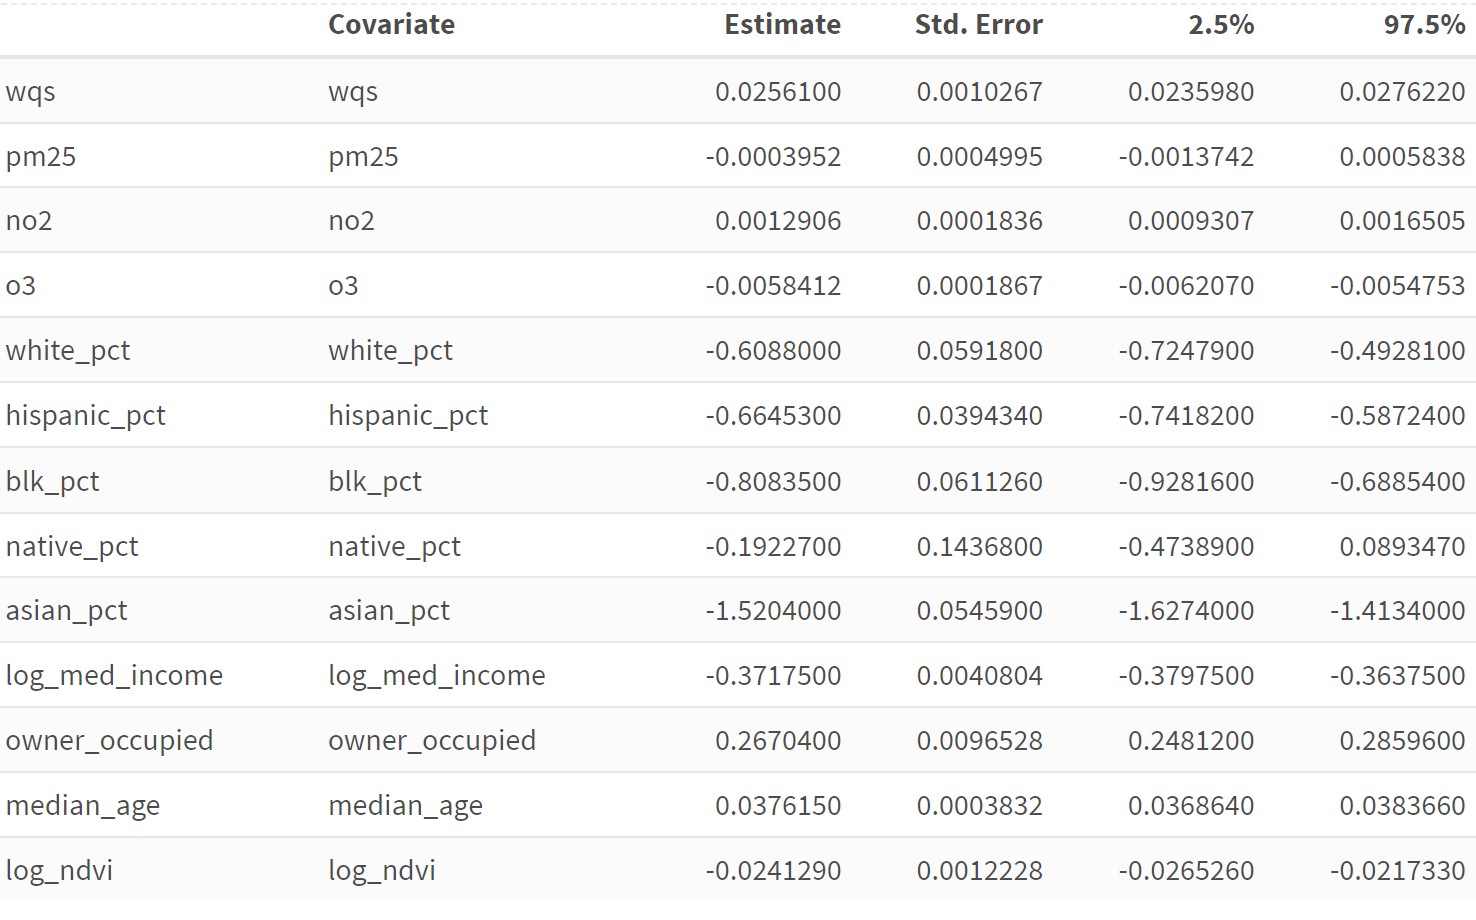 Covariate Estimate Std. Error 2.5% 97.5%
wqs wqs 0.0256100 0.0010267 0.0235980 0.0276220
pm25 pm25 -0.0003952 0.0004995 -0.0013742 0.0005838
no2 no2 0.0012906 0.0001836 0.0009307 0.0016505
o3 o3 -0.0058412 0.0001867 -0.0062070 -0.0054753
white_pct white_pct -0.6088000 0.0591800 -0.7247900 -0.4928100
hispanic_pct hispanic_pct -0.6645300 0.0394340 -0.7418200 -0.5872400
blk_pct blk_pct -0.8083500 0.0611260 -0.9281600 -0.6885400
native_pct native_pct -0.1922700 0.1436800 -0.4738900 0.0893470
asian_pct asian_pct -1.5204000 0.0545900 -1.6274000 -1.4134000
log_med_income log_med_income -0.3717500 0.0040804 -0.3797500 -0.3637500
owner_occupied owner_occupied 0.2670400 0.0096528 0.2481200 0.2859600
median_age median_age 0.0376150 0.0003832 0.0368640 0.0383660
log_ndvi log_ndvi -0.0241290 0.0012228 -0.0265260 -0.0217330